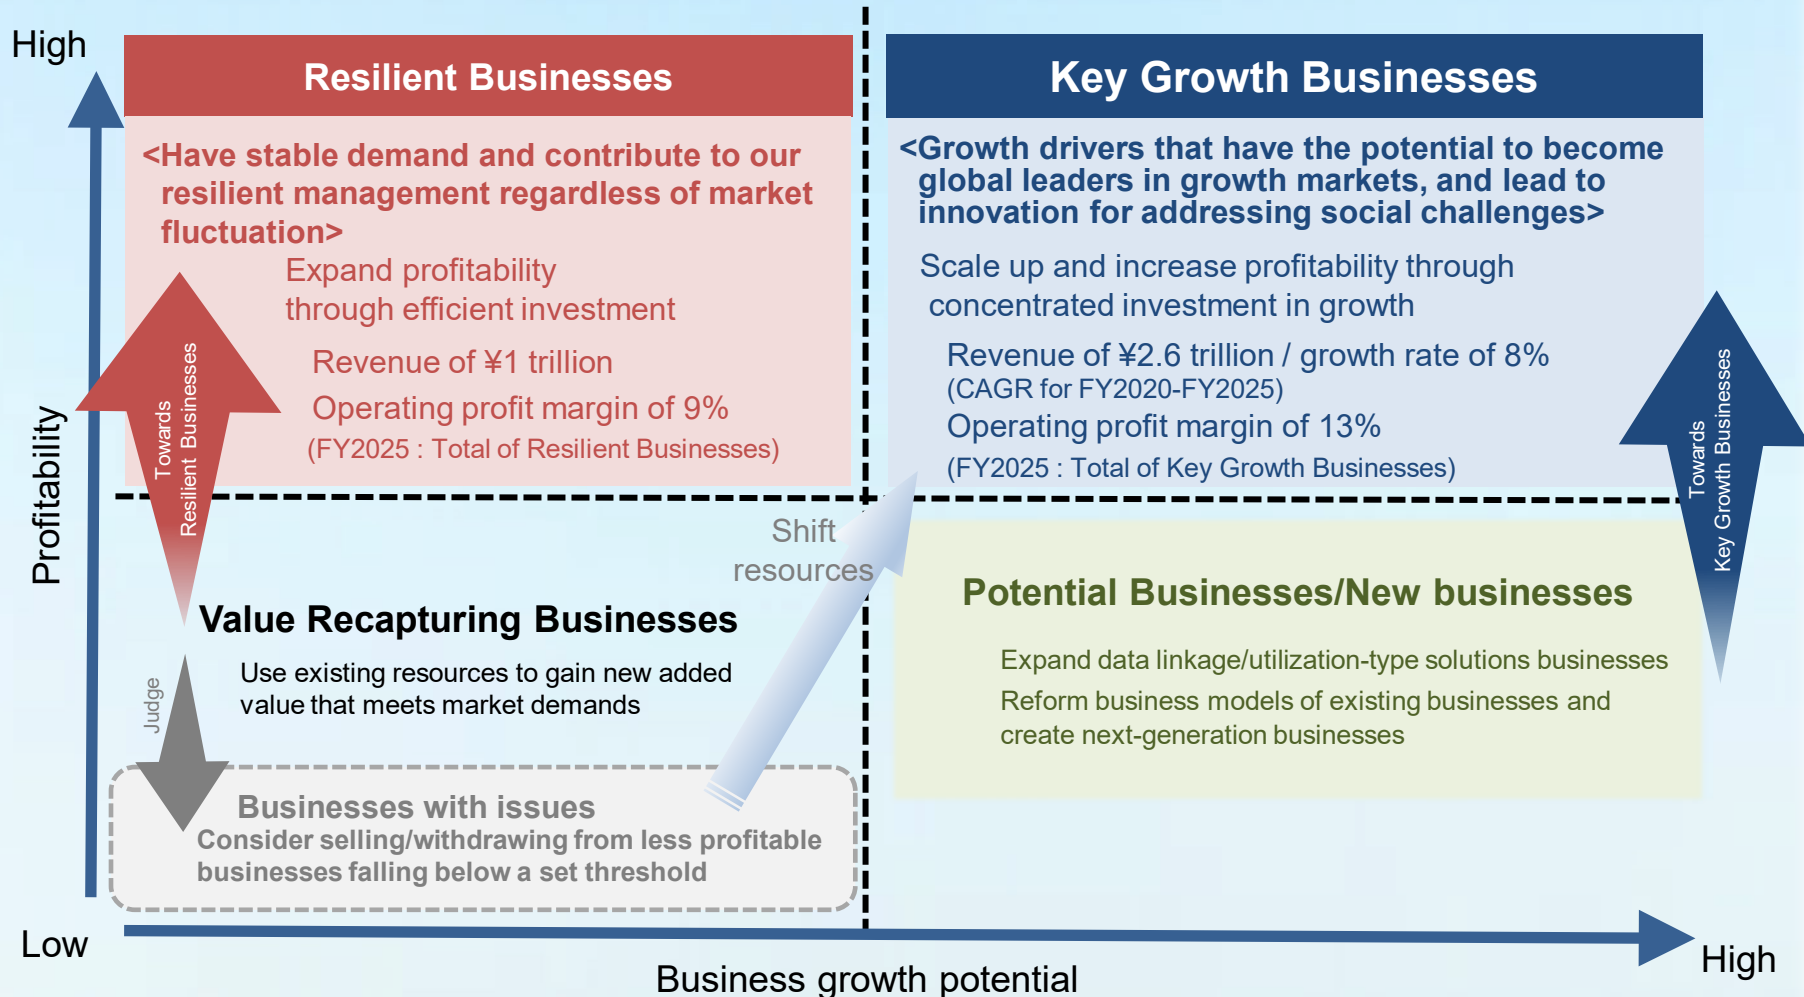 High
Resilient Businesses
<Have stable demand and contribute to our
resilient management regardless of market
fluctuation>
Expand profitability
through efficient investment
Revenue of ¥1 trillion
Operating profit margin of 9%
(FY2025 : Total of Resilient Businesses)
Towards
Resilient Businesses
Key Growth Businesses
<Growth drivers that have the potential to become
global leaders in growth markets, and lead to
innovation for addressing social challenges>
Scale up and increase profitability through
concentrated investment in growth
Revenue of ¥2.6 trillion / growth rate of 8%
(CAGR for FY2020-FY2025)
Operating profit margin of 13%
(FY2025 : Total of Key Growth Businesses)
Towards
Key Growth Businesses
Profitability
Shift
resources
Value Recapturing Businesses
Use existing resources to gain new added
value that meets market demands
Judge
Businesses with issues
Consider selling/withdrawing from less profitable
businesses falling below a set threshold
Potential Businesses/New businesses
Expand data linkage/utilization-type solutions businesses
Reform business models of existing businesses and
create next-generation businesses
Low
Business growth potential
High